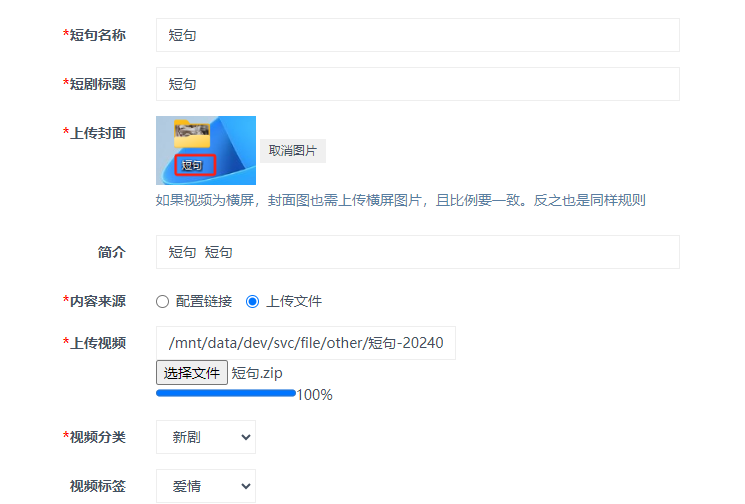 *短句名称 短句
*短剧标题 短句
*上传封面 短句 取消图片
如果视频为横屏，封面图也需上传横屏图片，且比例要一致。反之也是同样规则
简介 短句 短句
*内容来源 配置链接 上传文件
*上传视频 /mnt/data/dev/svc/file/other/短句-20240
选择文件 短句.zip
100%
*视频分类 新剧
视频标签 爱情